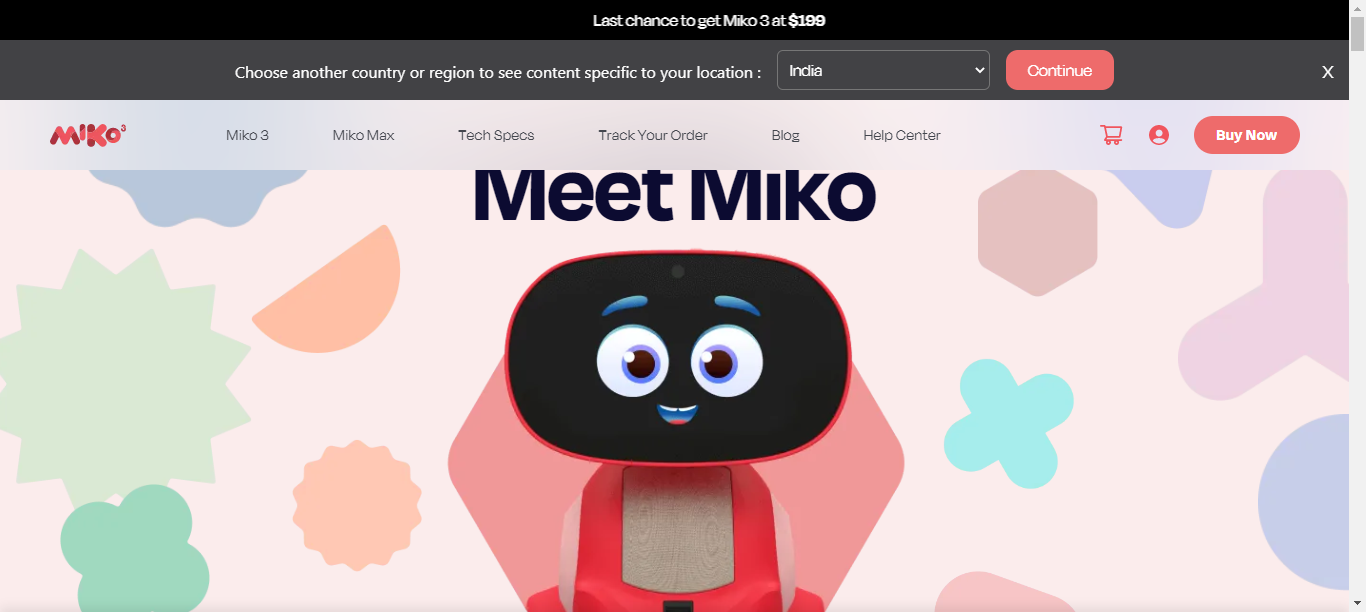 Last chance to get Miko 3 at $199
Choose another country or region to see content specific to your location :
India
Continue
X
MIKO3
Miko 3
Miko Max
Tech Specs
Track Your Order
Blog
Help Center
Buy Now
Meet Miko